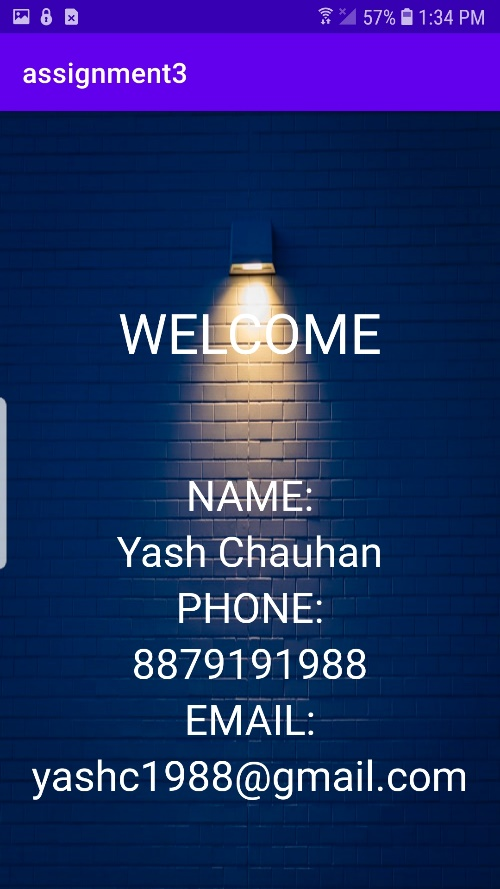 57% 1:34 PM
assignment3
WELCOME
NAME:
Yash Chauhan
PHONE:
8879191988
EMAIL:
yashc1988@gmail.com